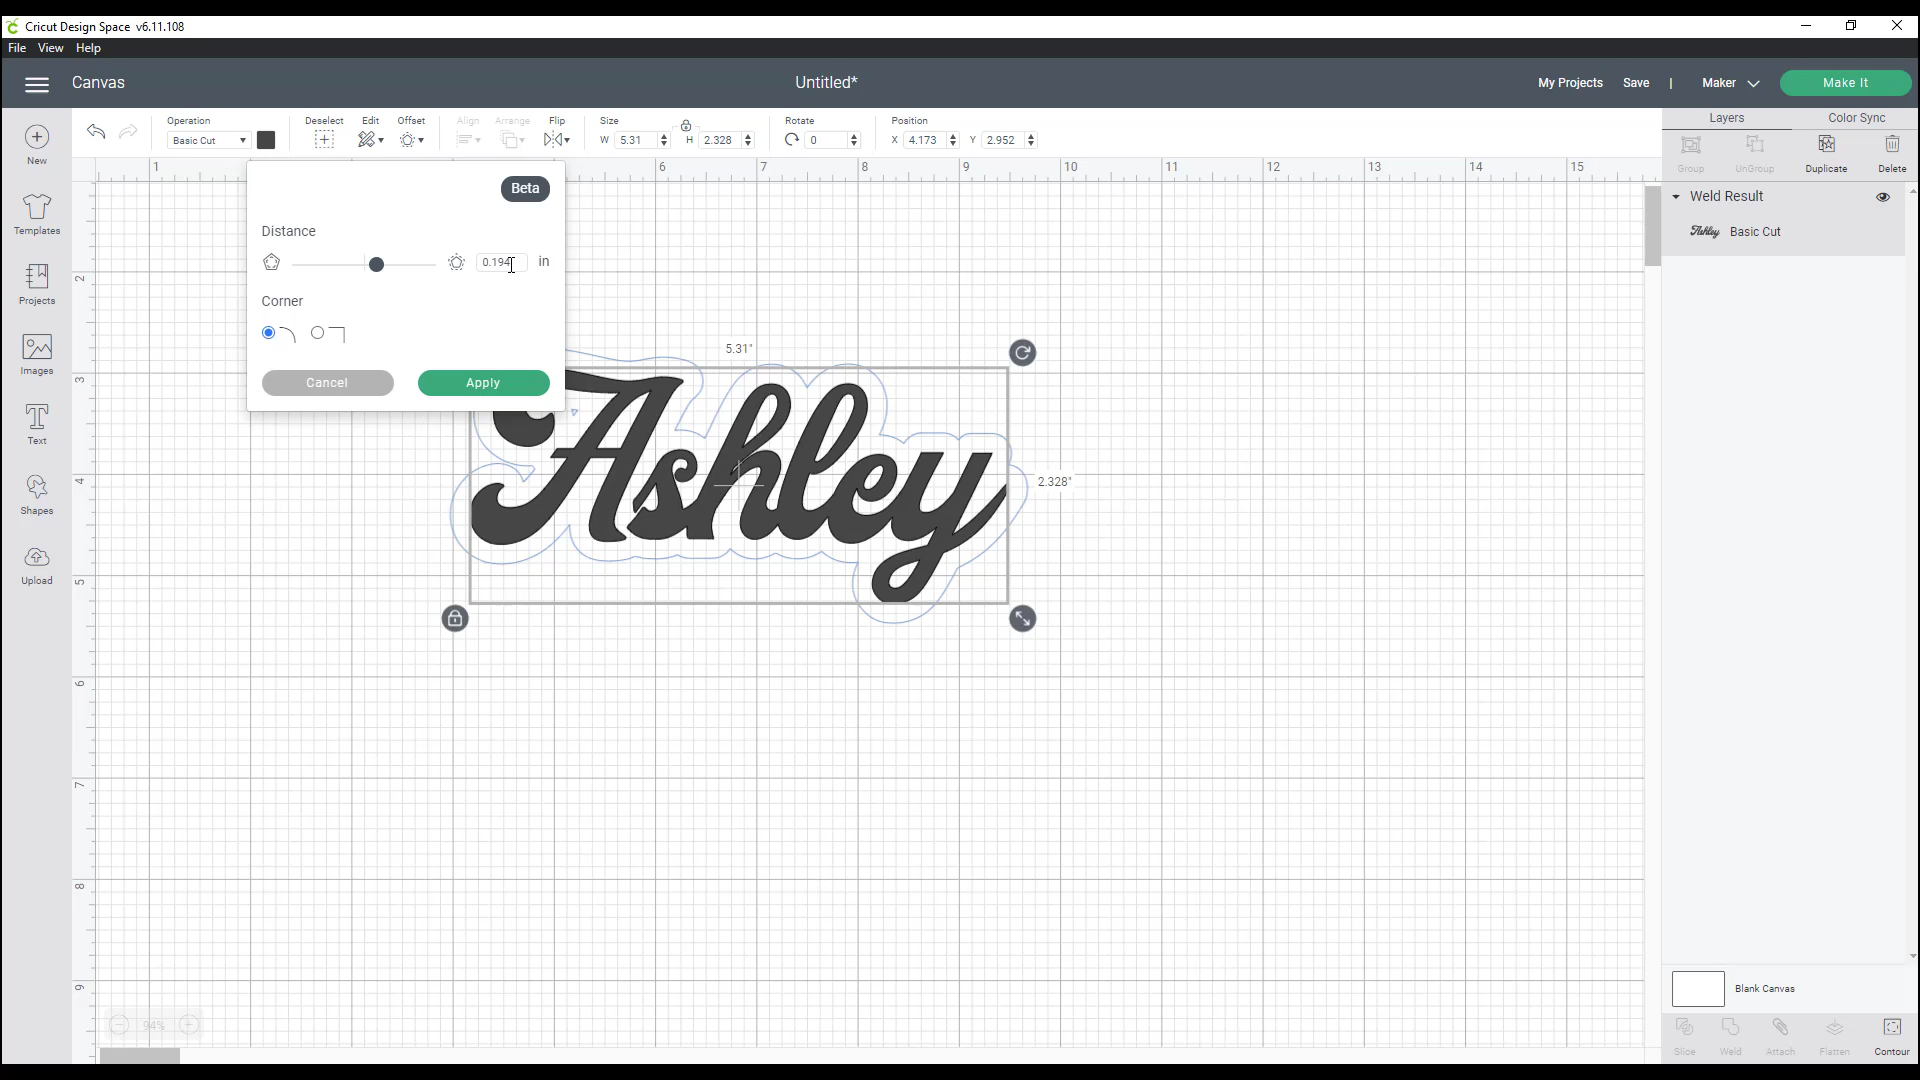 Cricut Design Space v6.11.108
File View Help
Canvas
Untitled*
My Projects Save | Maker Make It
New
Templates
Projects
Images
Text
Shapes
Upload
Operation Deselect Edit Offset Align Arrange Flip Size Rotate Position
Basic Cut W 5.31 H 2.328 0 X 4.173 Y 2.952
1 6 7 8 9 10 11 12 13 14 15
2
3
4
5
6
7
8
9
Beta
Distance
0.194 in
Corner
Cancel Apply
5.31"
Ashley
2.328"
94%
Layers Color Sync
Group UnGroup Duplicate Delete
Weld Result
Ashley Basic Cut
Blank Canvas
Slice Weld Attach Flatten Contour